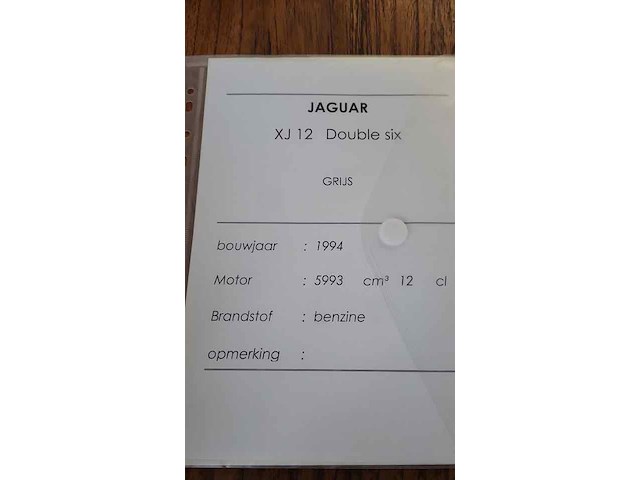 JAGUAR
XJ 12 Double six
GRIJS
bouwjaar : 1994
Motor : 5993 cm³ 12 cl
Brandstof : benzine
opmerking :